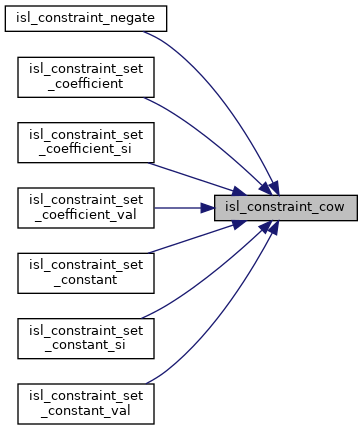 isl_constraint_negate
isl_constraint_set
_coefficient
isl_constraint_set
_coefficient_si
isl_constraint_set
_coefficient_val
isl_constraint_cow
isl_constraint_set
_constant
isl_constraint_set
_constant_si
isl_constraint_set
_constant_val